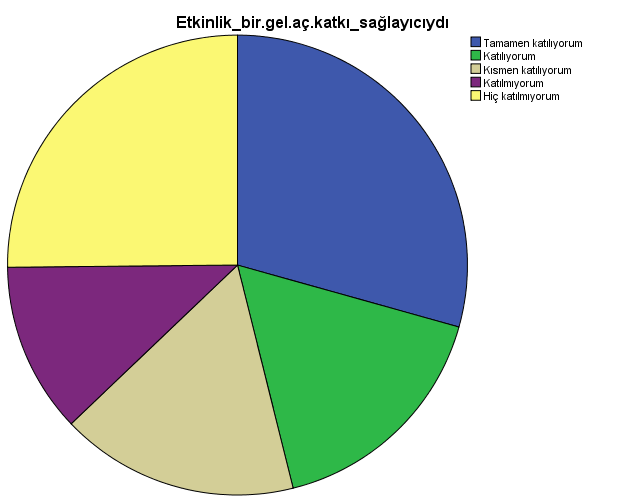 Etkinlik_bir.gel.aç.katkı_sağlayıcıydı
Tamamen katılıyorum
Katılıyorum
Kısmen katılıyorum
Katılmıyorum
Hiç katılmıyorum